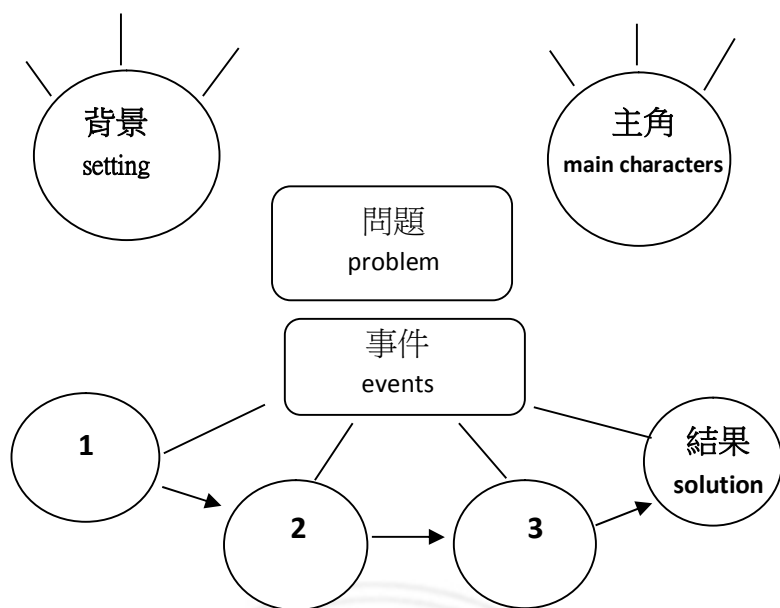 背景
setting
主角
main characters
問題
problem
事件
events
1
2
3
結果
solution